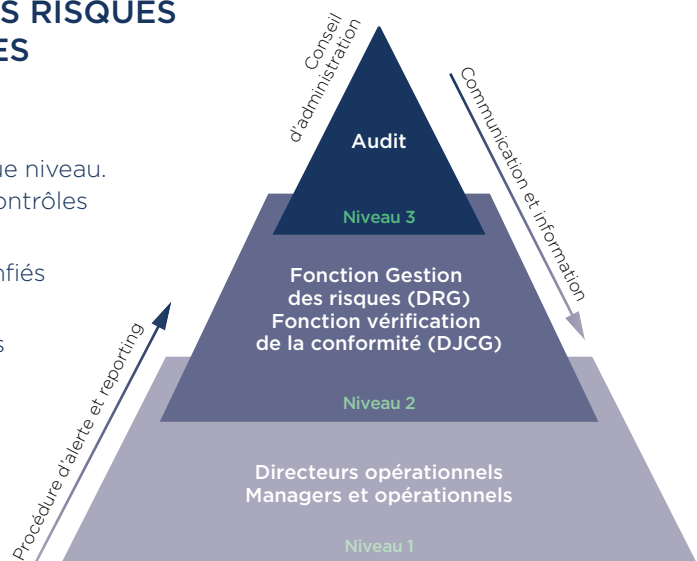 S RISQUES
ES
ue niveau.
ontrôles
nfiés
s
Conseil
d'administration
Communication et information
Procédure d'alerte et reporting
Audit
Niveau 3
Fonction Gestion
des risques (DRG)
Fonction vérification
de la conformité (DJCG)
Niveau 2
Directeurs opérationnels
Managers et opérationnels
Niveau 1